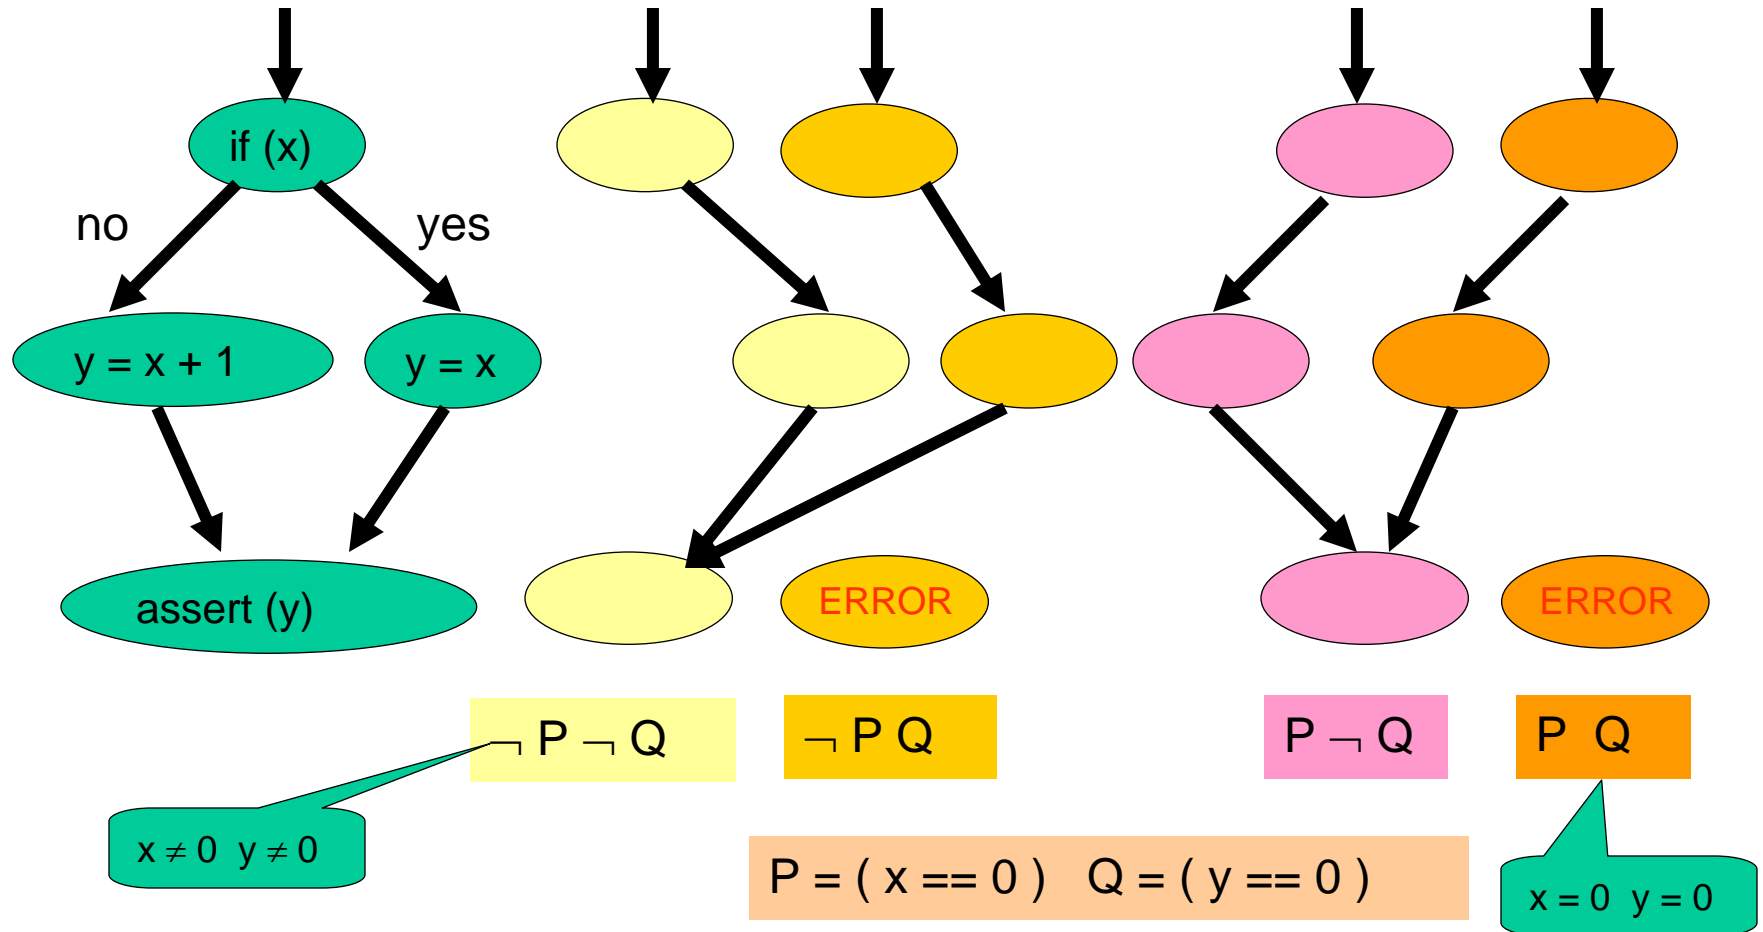 if (x)
no
yes
y = x + 1
y = x
assert (y)
ERROR
ERROR
¬ P ¬ Q
¬ P Q
P ¬ Q
P Q
x ≠ 0 y ≠ 0
P = ( x == 0 ) Q = ( y == 0 )
x = 0 y = 0